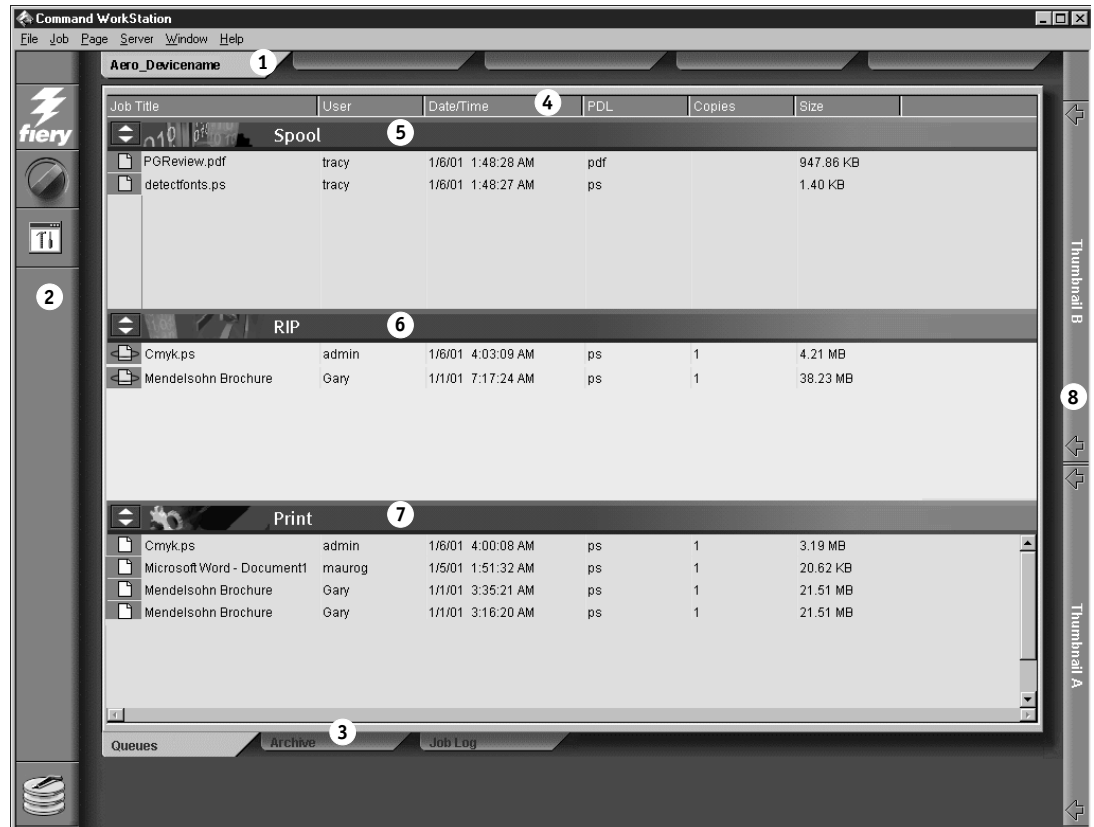 Command WorkStation
File Job Page Server Window Help
Aero_Devicename 1
fiery
2
Job Title User Date/Time 4 PDL Copies Size
Spool 5
PGReview.pdf tracy 1/6/01 1:48:28 AM pdf 947.86 KB
detectfonts.ps tracy 1/6/01 1:48:27 AM ps 1.40 KB
RIP 6
Cmyk.ps admin 1/6/01 4:03:09 AM ps 1 4.21 MB
Mendelsohn Brochure Gary 1/1/01 7:17:24 AM ps 1 38.23 MB
Print 7
Cmyk.ps admin 1/6/01 4:00:08 AM ps 1 3.19 MB
Microsoft Word - Document1 maurog 1/5/01 1:51:32 AM ps 1 20.62 KB
Mendelsohn Brochure Gary 1/1/01 3:35:21 AM ps 1 21.51 MB
Mendelsohn Brochure Gary 1/1/01 3:16:20 AM ps 1 21.51 MB
Queues Archive 3 Job Log
Thumbnail B
8
Thumbnail A